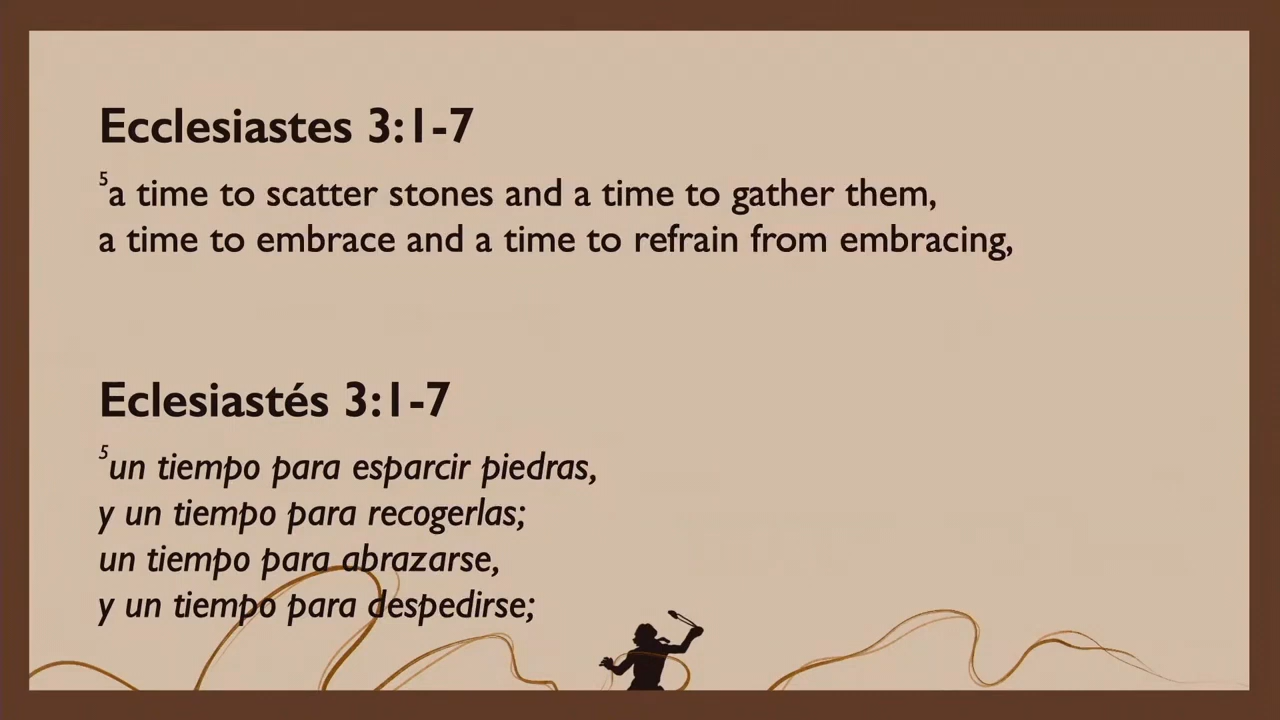 Ecclesiastes 3:1-7
⁵a time to scatter stones and a time to gather them,
a time to embrace and a time to refrain from embracing,
Eclesiastés 3:1-7
⁵un tiempo para esparcir piedras,
y un tiempo para recogerlas;
un tiempo para abrazarse,
y un tiempo para despedirse;